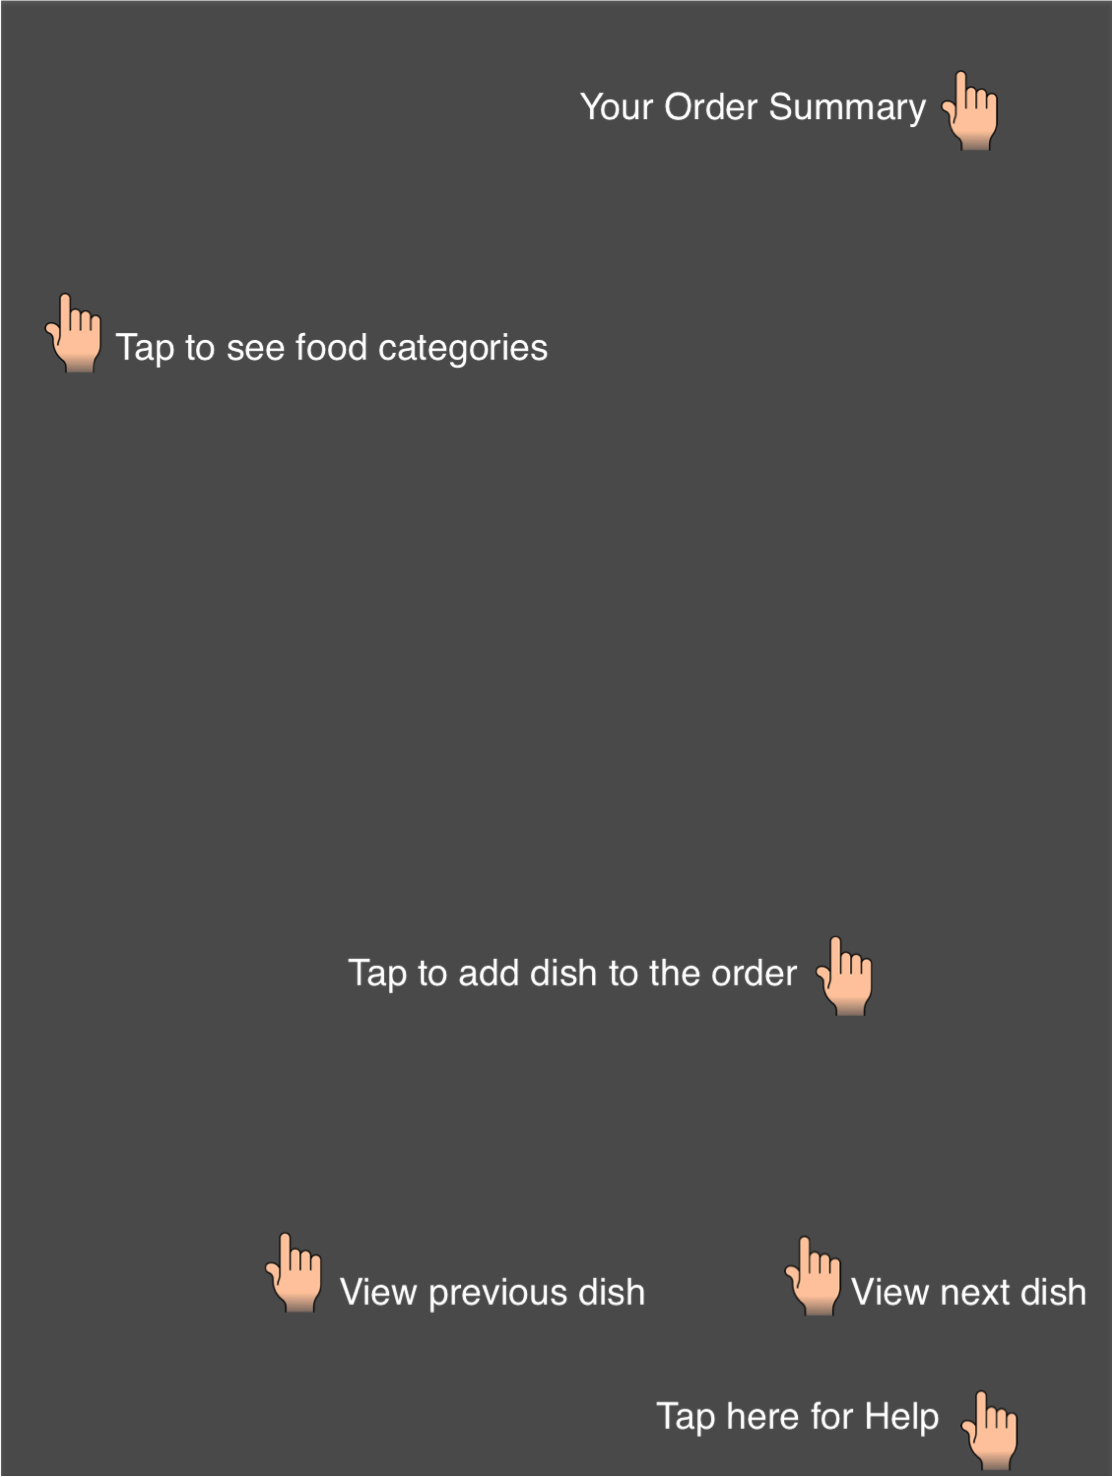 Your Order Summary
Tap to see food categories
Tap to add dish to the order
View previous dish
View next dish
Tap here for Help